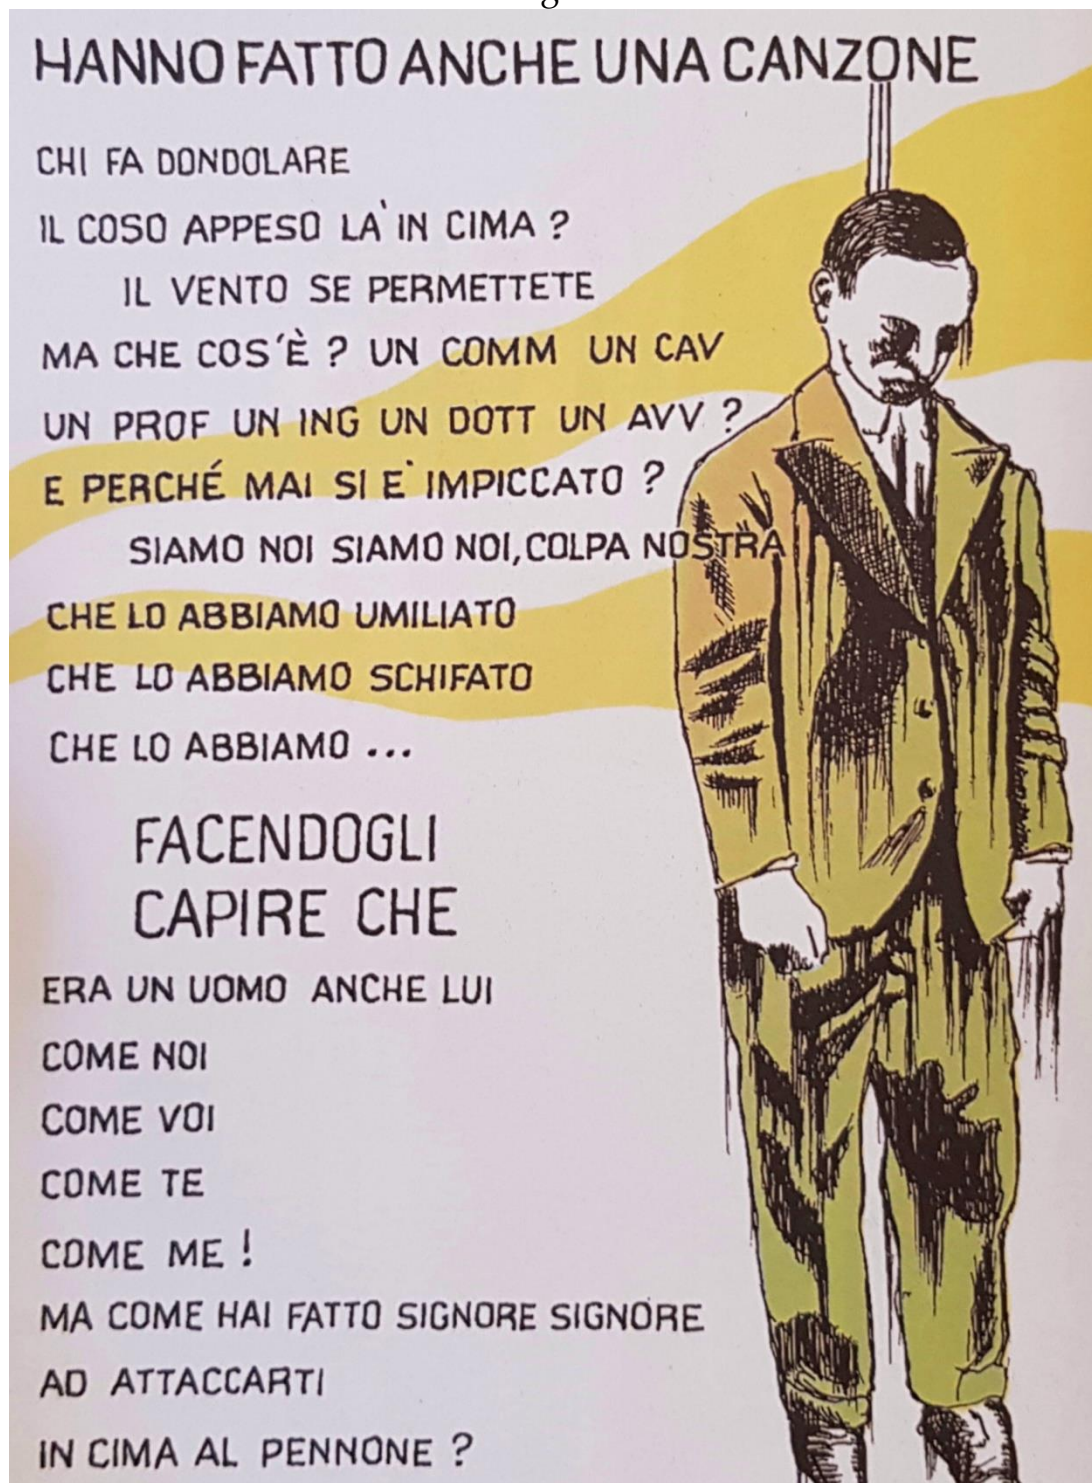 HANNO FATTO ANCHE UNA CANZONE
CHI FA DONDOLARE
IL COSO APPESO LA' IN CIMA ?
IL VENTO SE PERMETTETE
MA CHE COS'È ? UN COMM UN CAV
UN PROF UN ING UN DOTT UN AVV ?
E PERCHÉ MAI SI E' IMPICCATO ?
SIAMO NOI SIAMO NOI, COLPA NOSTRA
CHE LO ABBIAMO UMILIATO
CHE LO ABBIAMO SCHIFATO
CHE LO ABBIAMO ...
FACENDOGLI
CAPIRE CHE
ERA UN UOMO ANCHE LUI
COME NOI
COME VOI
COME TE
COME ME !
MA COME HAI FATTO SIGNORE SIGNORE
AD ATTACCARTI
IN CIMA AL PENNONE ?